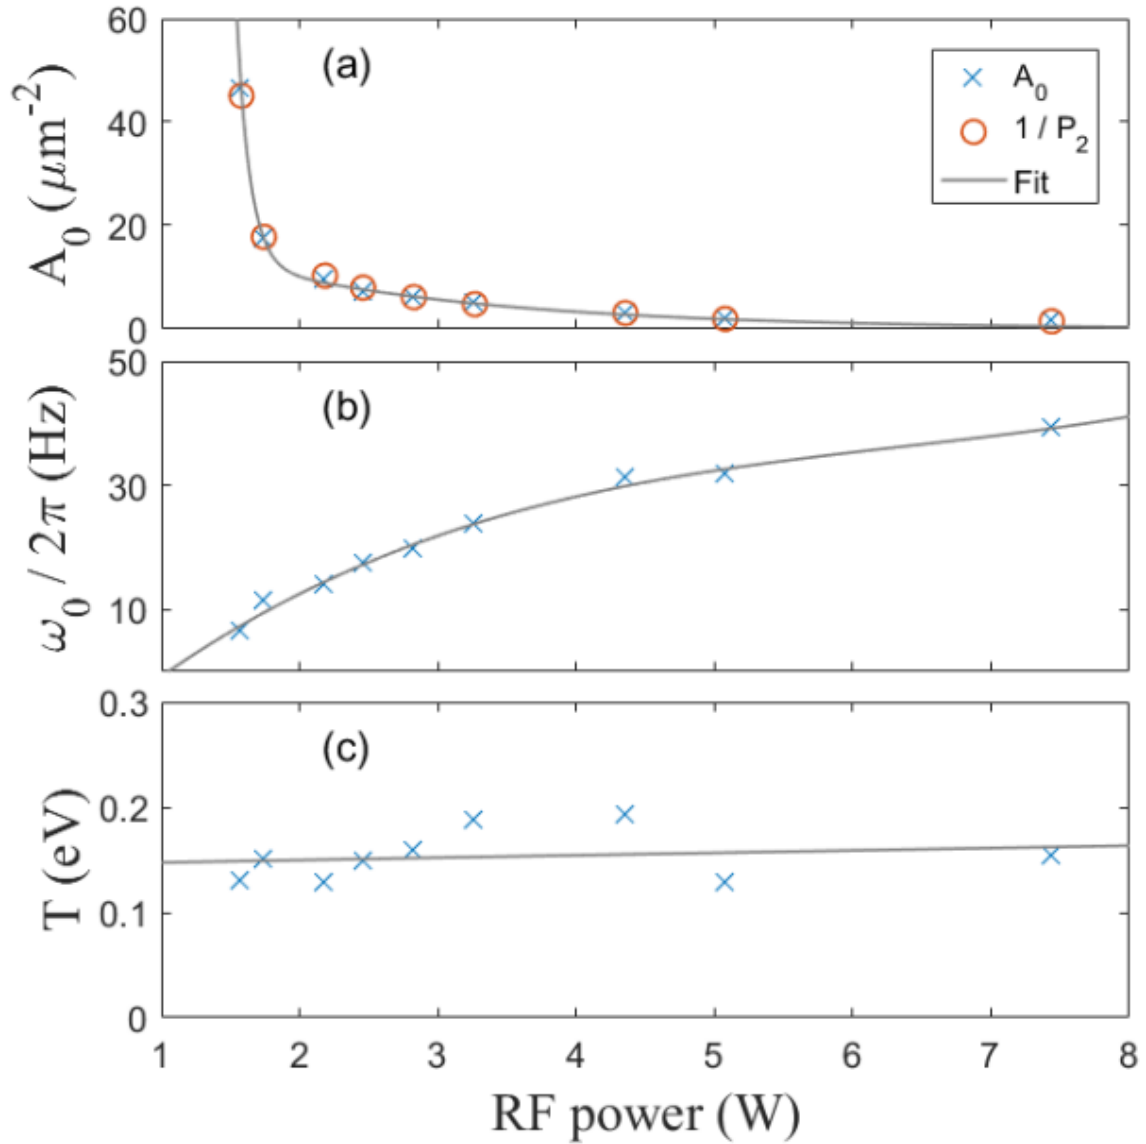 60
40
20
0
A₀ (μm⁻²)
(a)
A₀
1 / P₂
Fit
50
30
10
ω₀ / 2π (Hz)
(b)
0.3
0.2
0.1
0
T (eV)
(c)
1 2 3 4 5 6 7 8
RF power (W)